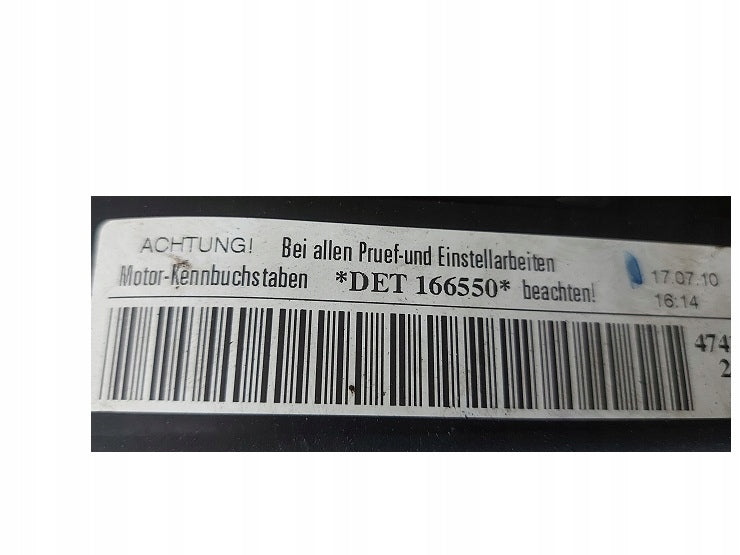 ACHTUNG! Bei allen Pruef-und Einstellarbeiten
Motor-Kennbuchstaben *DET 166550* beachten!
17.07.10
16:14